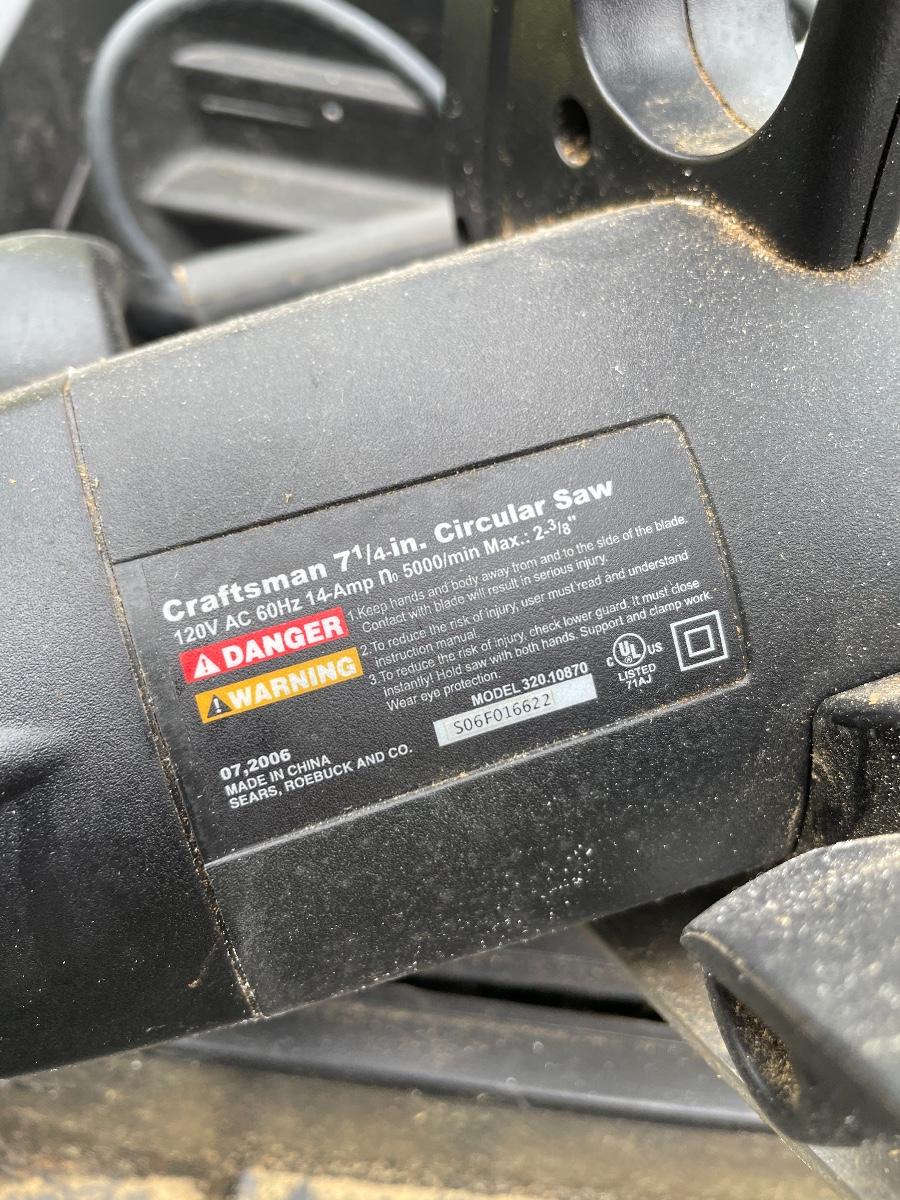 Craftsman 7 1/4-in. Circular Saw
120V AC 60Hz 14-Amp n₀ 5000/min Max.: 2-3/8"
DANGER
WARNING
1.Keep hands and body away from and to the side of the blade.
Contact with blade will result in serious injury.
2.To reduce the risk of injury, user must read and understand
instruction manual.
3.To reduce the risk of injury, check lower guard. It must close
instantly! Hold saw with both hands. Support and clamp work.
Wear eye protection.
MODEL 320.10870
S06F016622
C UL US
LISTED
71AJ
07,2006
MADE IN CHINA
SEARS, ROEBUCK AND CO.